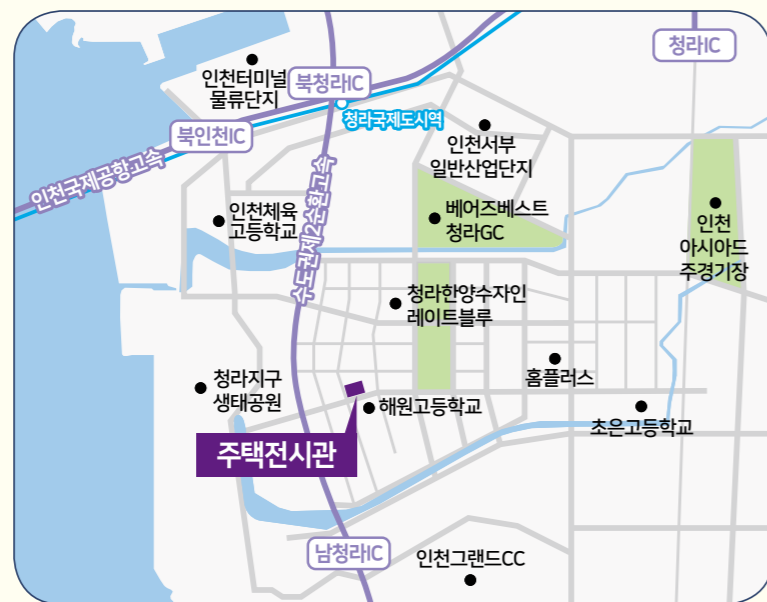 청라IC
인천터미널
물류단지
북청라IC
청라국제도시역
북인천IC
인천서부
일반산업단지
인천국제공항고속
수도권제2순환고속
인천체육
고등학교
베어즈베스트
청라GC
인천
아시아드
주경기장
청라한양수자인
레이트블루
청라지구
생태공원
홈플러스
해원고등학교
초은고등학교
주택전시관
남청라IC
인천그랜드CC